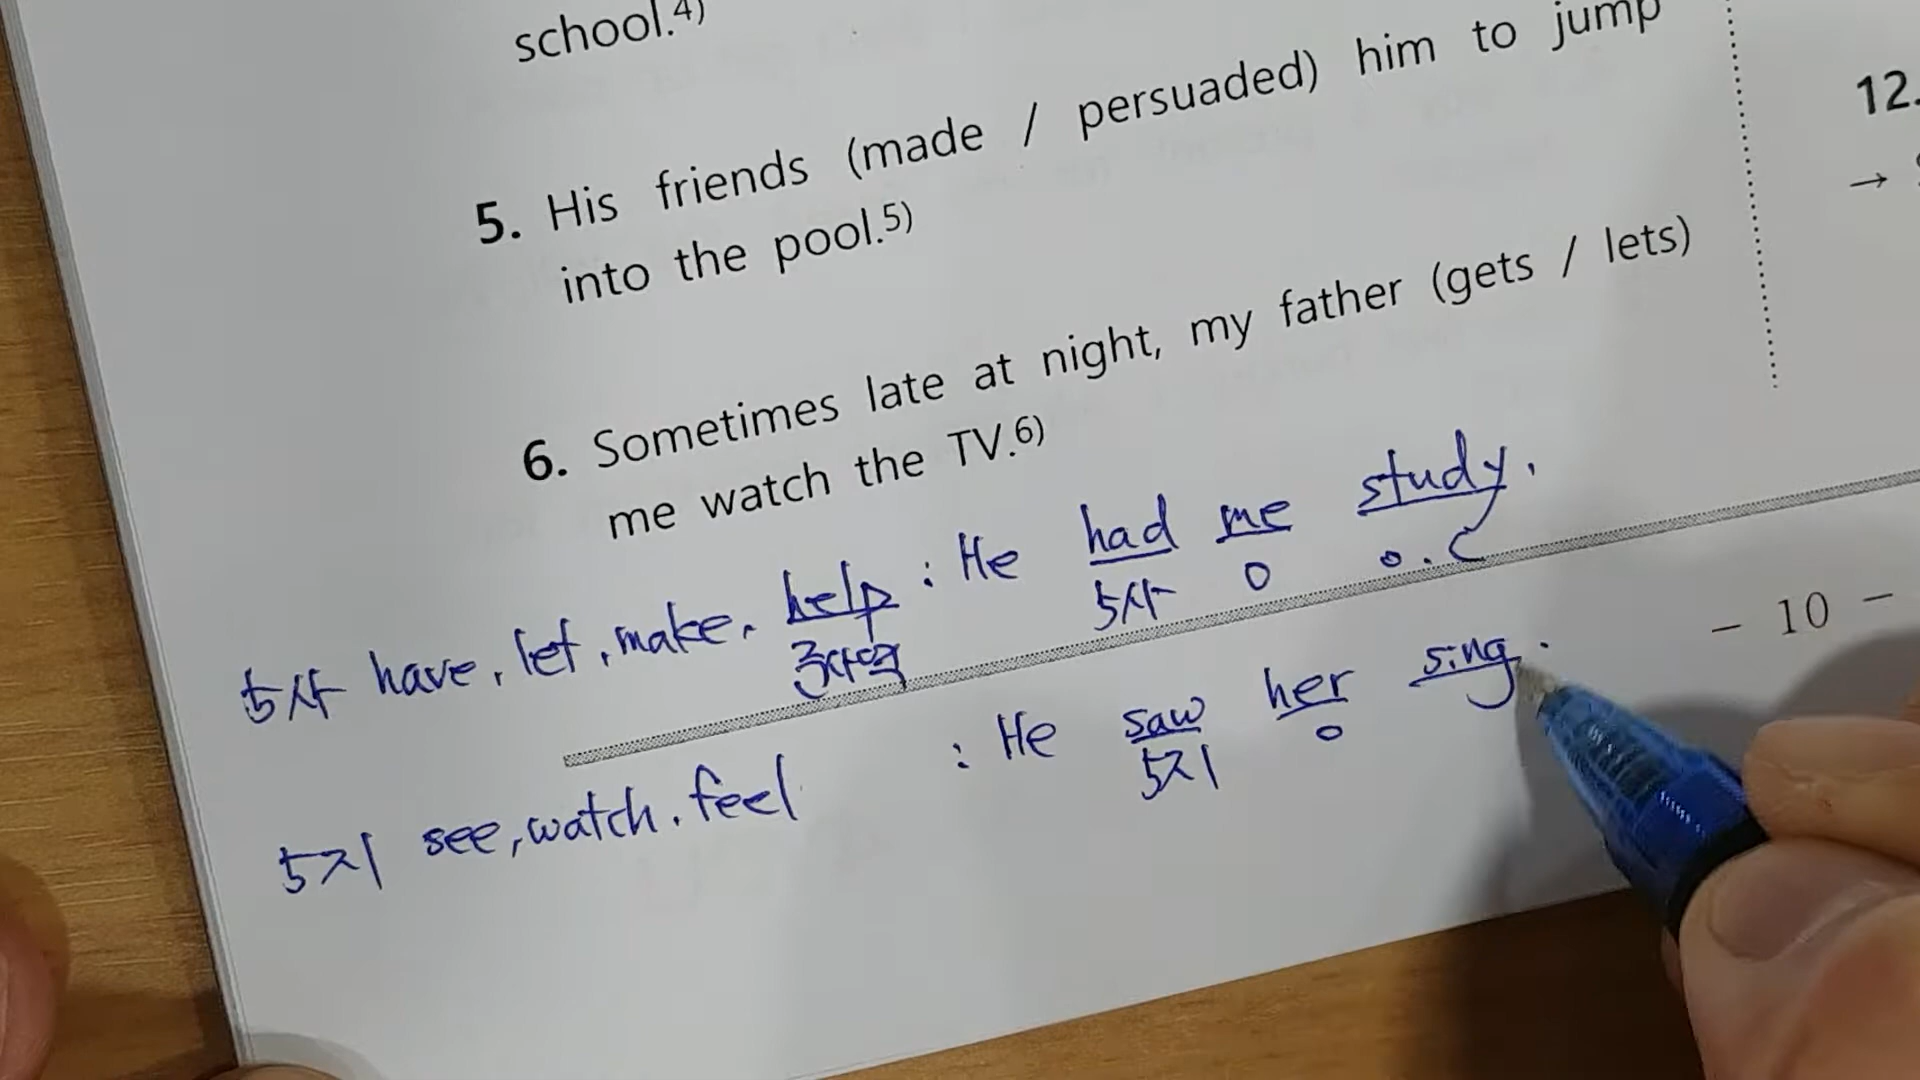 school.4)
5. His friends (made / persuaded) him to jump
into the pool.5)
6. Sometimes late at night, my father (gets / lets)
me watch the TV.6)
5사 have, let, make, help : He had me study.
준사역 5사 O O.C
5지 see, watch, feel : He saw her sing.
5지 O
- 10 -
12.
→